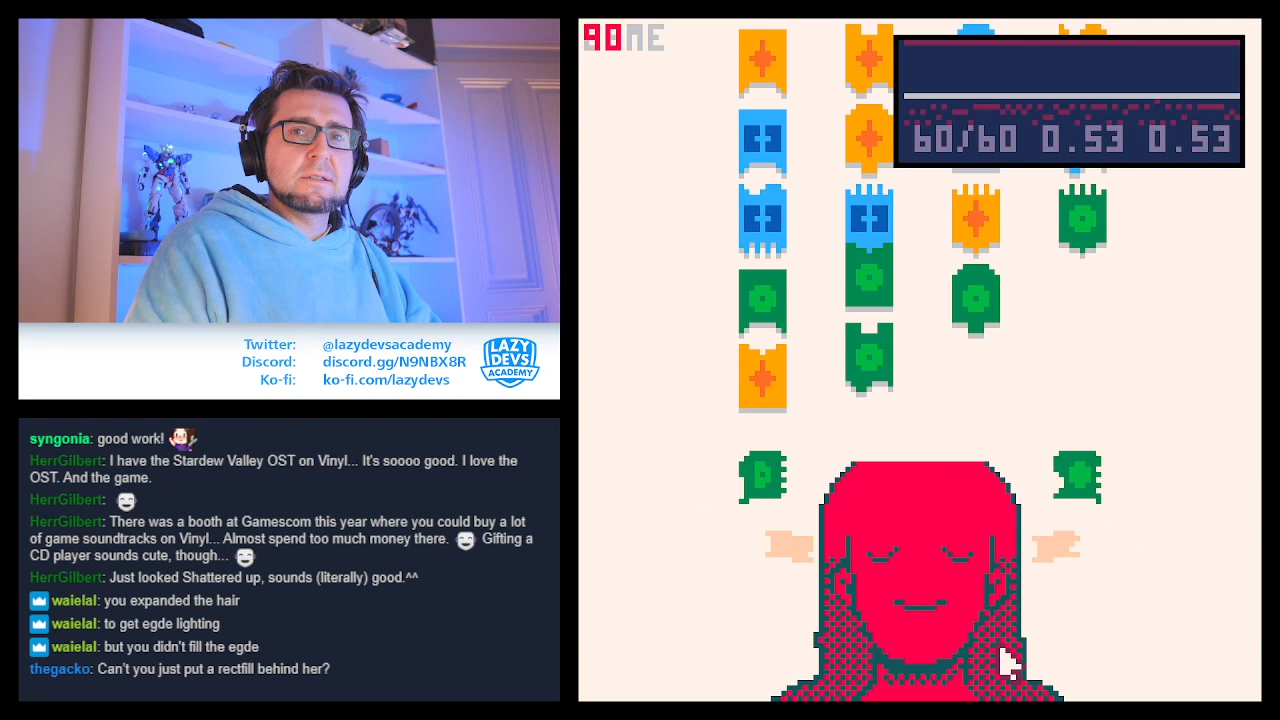 Twitter: @lazydevsacademy
Discord: discord.gg/N9NBX8R
Ko-fi: ko-fi.com/lazydevs
LAZY
DEVS
ACADEMY
syngonia: good work!
HerrGilbert: I have the Stardew Valley OST on Vinyl... It's soooo good. I love the
OST. And the game.
HerrGilbert:
HerrGilbert: There was a booth at Gamescom this year where you could buy a lot
of game soundtracks on Vinyl... Almost spend too much money there. Gifting a
CD player sounds cute, though...
HerrGilbert: Just looked Shattered up, sounds (literally) good.^^
waielal: you expanded the hair
waielal: to get egde lighting
waielal: but you didn't fill the egde
thegacko: Can't you just put a rectfill behind her?
60/60 0.53 0.53